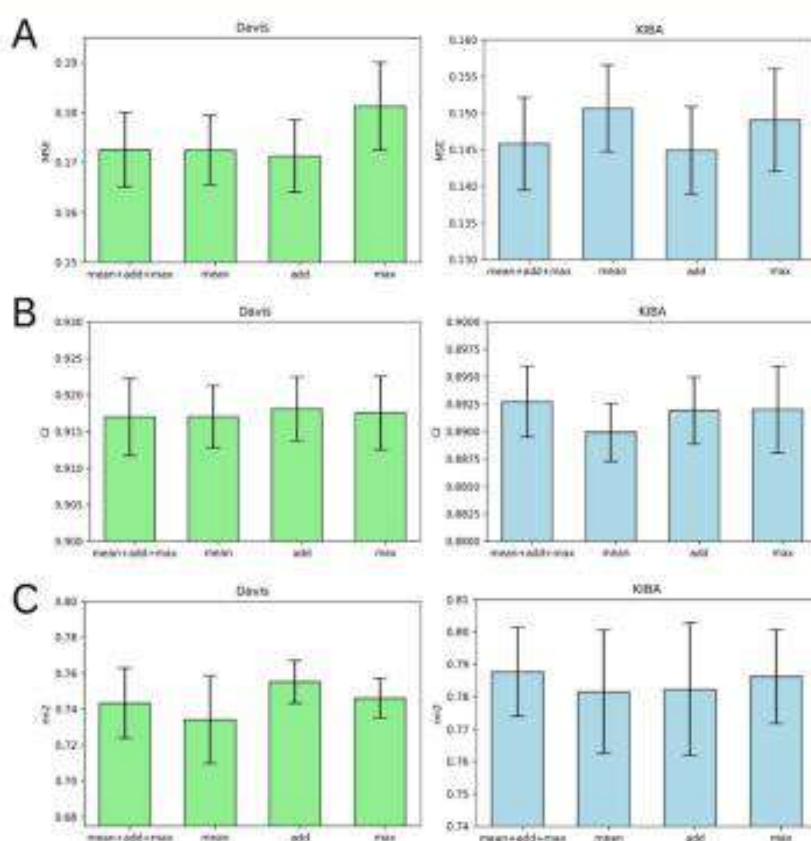 A
Davis
KIBA
0.19
0.18
0.17
0.16
0.15
MSE
mean+add+max
mean
add
max
0.160
0.155
0.150
0.145
0.140
0.135
0.130
MSE
mean+add+max
mean
add
max
B
Davis
KIBA
0.930
0.925
0.920
0.915
0.910
0.905
0.900
CI
mean+add+max
mean
add
max
0.9000
0.8975
0.8950
0.8925
0.8900
0.8875
0.8850
0.8825
0.8800
CI
mean+add+max
mean
add
max
C
Davis
KIBA
0.80
0.78
0.76
0.74
0.72
0.70
0.68
rm2
mean+add+max
mean
add
max
0.81
0.80
0.79
0.78
0.77
0.76
0.75
0.74
rm2
mean+add+max
mean
add
max